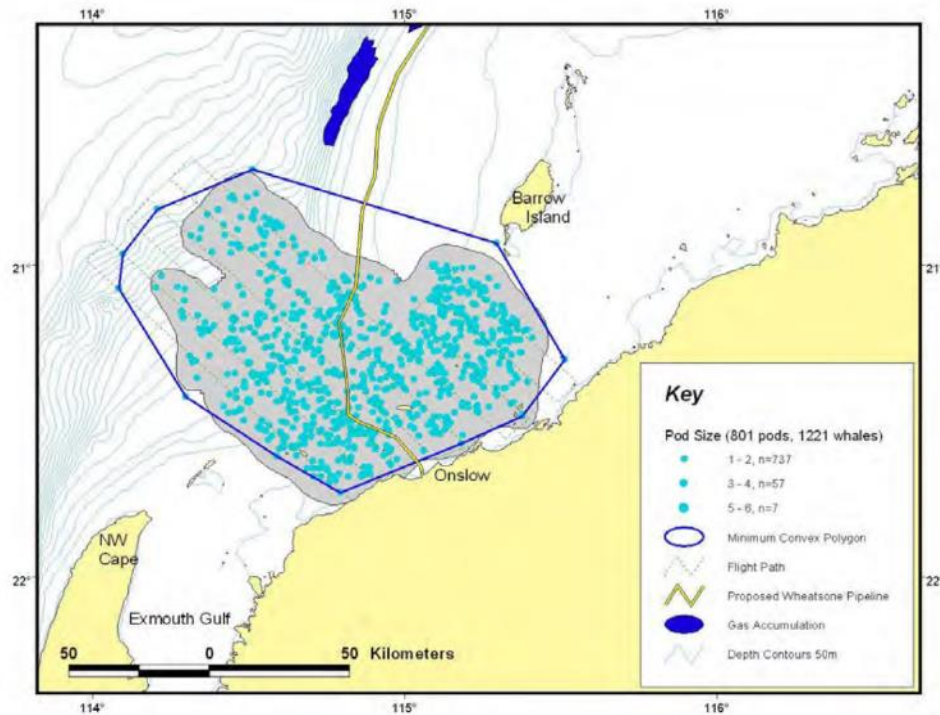 114°
115°
116°
Barrow
Island
21°
21°
Key
Pod Size (801 pods, 1221 whales)
1 - 2, n=737
3 - 4, n=57
5 - 6, n=7
Onslow
Minimum Convex Polygon
NW
Cape
Flight Path
22°
22
Proposed Wheatsone Pipeline
Exmouth Gulf
Gas Accumulation
50 0 50 Kilometers
Depth Contours 50m
114°
115°
116°